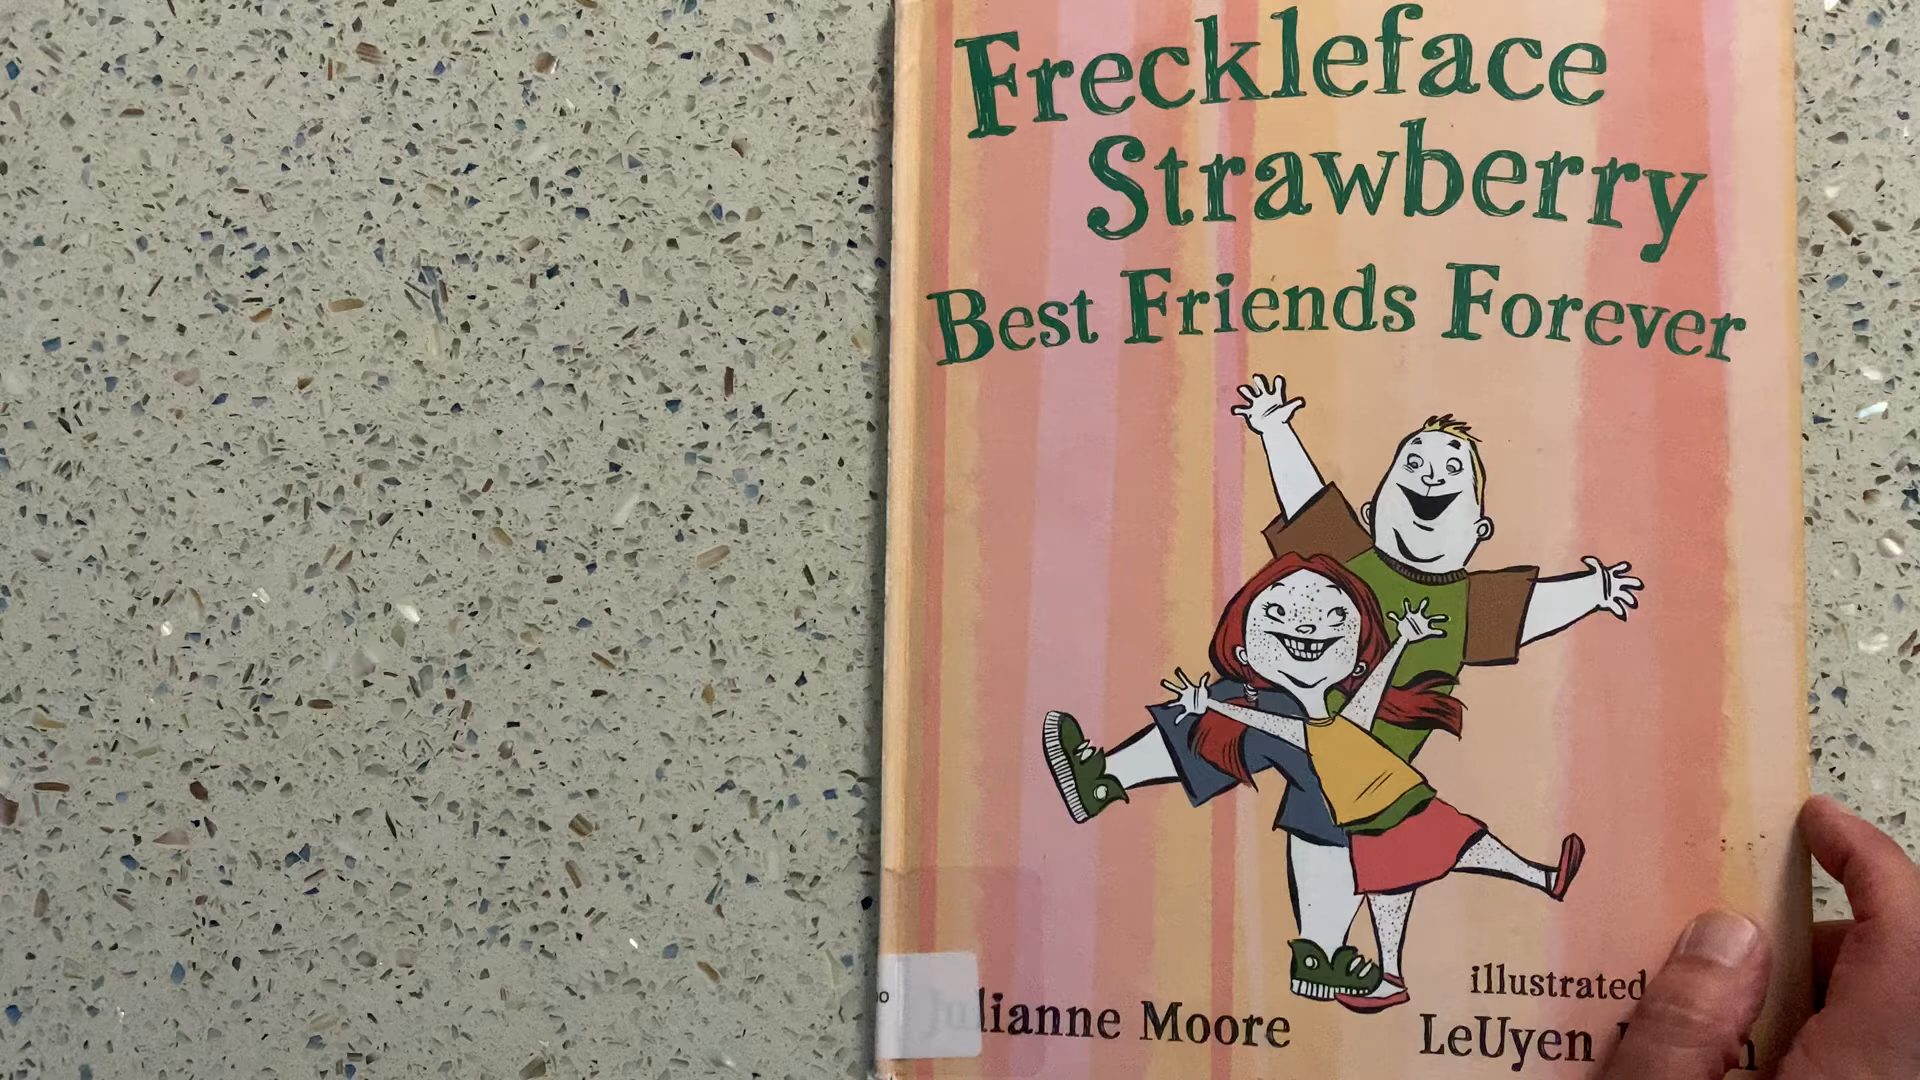 Freckleface
Strawberry
Best Friends Forever
illustrated
Julianne Moore
LeUyen